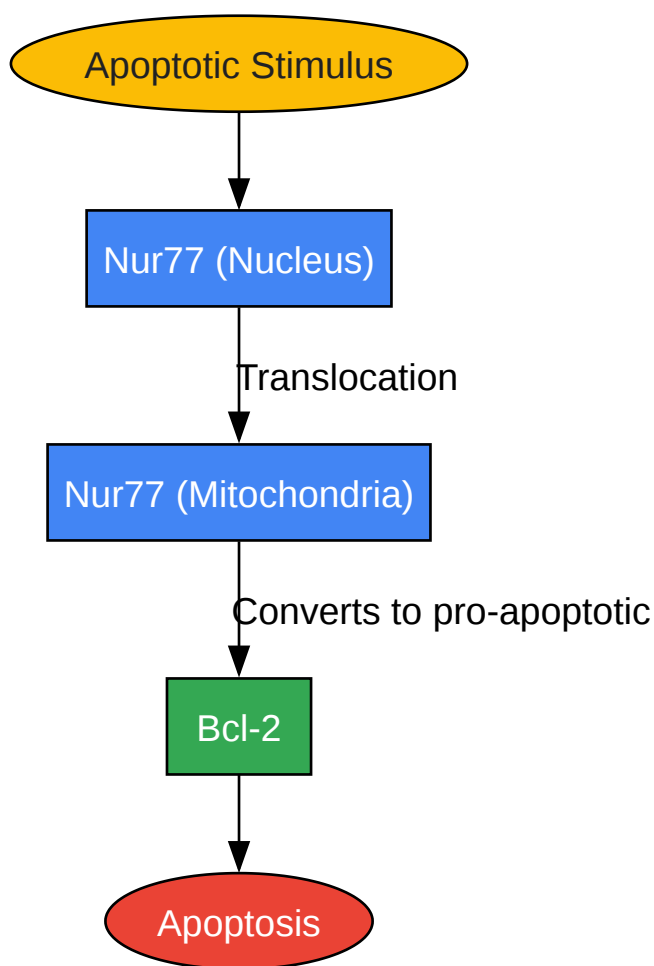 Apoptotic Stimulus
Nur77 (Nucleus)
Translocation
Nur77 (Mitochondria)
Converts to pro-apoptotic
Bcl-2
Apoptosis